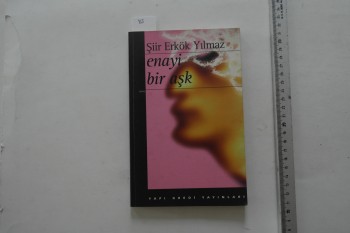 Şiir Erkök Yılmaz
enayi
bir aşk
YAPI KREDİ YAYINLARI